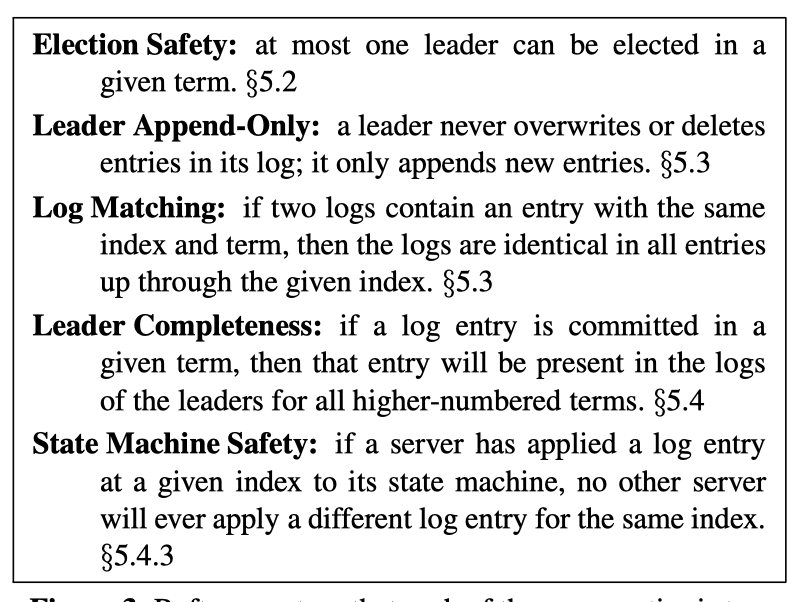 Election Safety: at most one leader can be elected in a
given term. §5.2
Leader Append-Only: a leader never overwrites or deletes
entries in its log; it only appends new entries. §5.3
Log Matching: if two logs contain an entry with the same
index and term, then the logs are identical in all entries
up through the given index. §5.3
Leader Completeness: if a log entry is committed in a
given term, then that entry will be present in the logs
of the leaders for all higher-numbered terms. §5.4
State Machine Safety: if a server has applied a log entry
at a given index to its state machine, no other server
will ever apply a different log entry for the same index.
§5.4.3